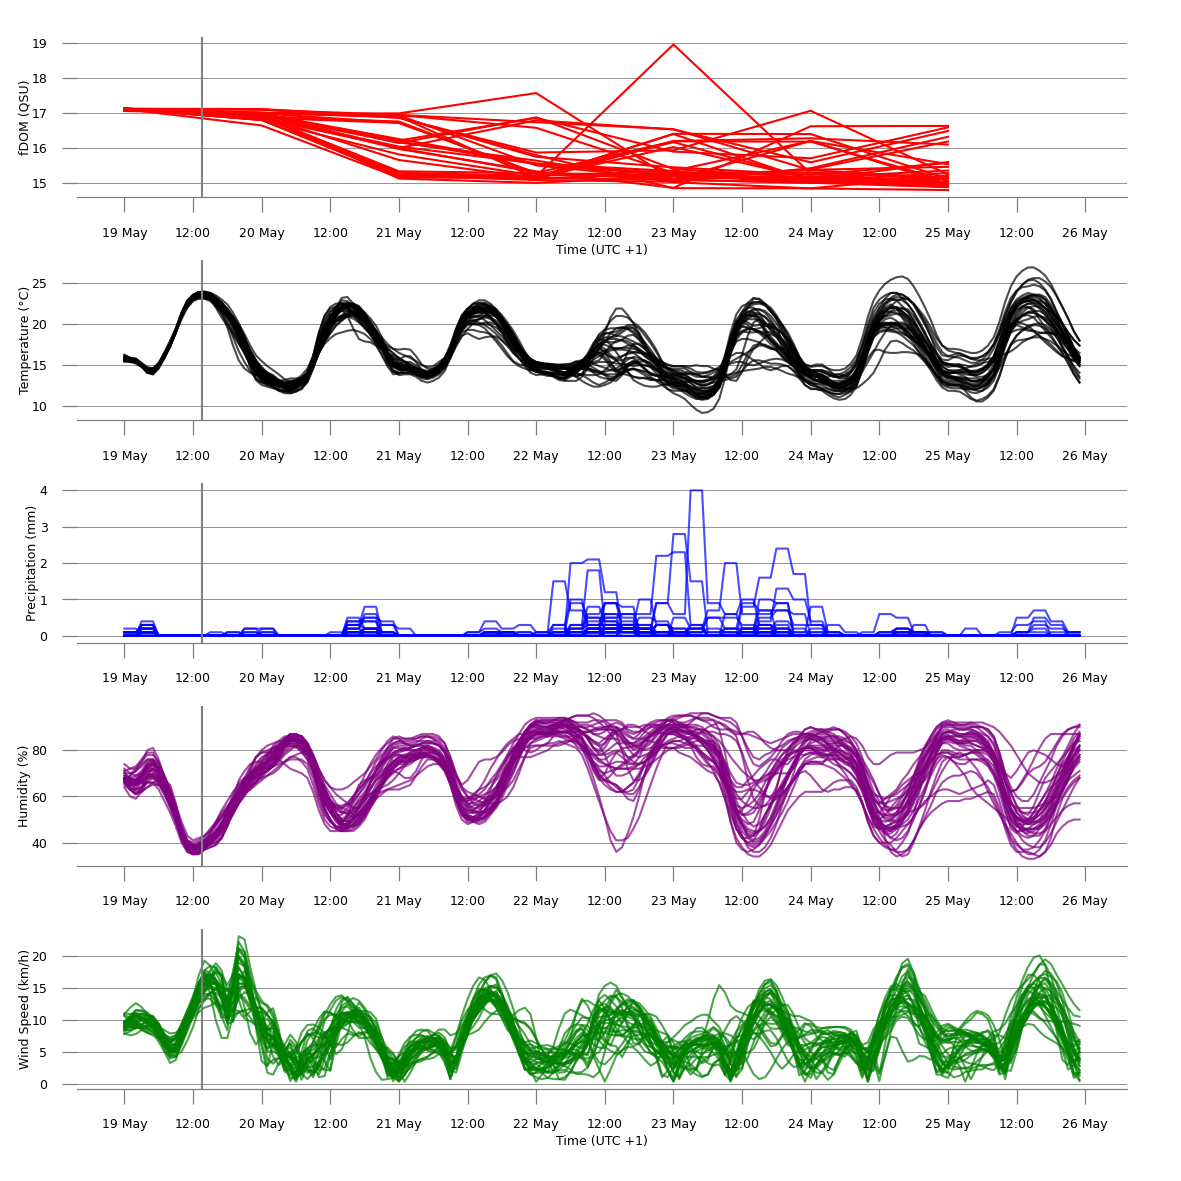 19
18
17
16
15
fDOM (QSU)
19 May 12:00 20 May 12:00 21 May 12:00 22 May 12:00 23 May 12:00 24 May 12:00 25 May 12:00 26 May
Time (UTC +1)
25
20
15
10
Temperature (°C)
19 May 12:00 20 May 12:00 21 May 12:00 22 May 12:00 23 May 12:00 24 May 12:00 25 May 12:00 26 May
4
3
2
1
0
Precipitation (mm)
19 May 12:00 20 May 12:00 21 May 12:00 22 May 12:00 23 May 12:00 24 May 12:00 25 May 12:00 26 May
80
60
40
Humidity (%)
19 May 12:00 20 May 12:00 21 May 12:00 22 May 12:00 23 May 12:00 24 May 12:00 25 May 12:00 26 May
20
15
10
5
0
Wind Speed (km/h)
19 May 12:00 20 May 12:00 21 May 12:00 22 May 12:00 23 May 12:00 24 May 12:00 25 May 12:00 26 May
Time (UTC +1)